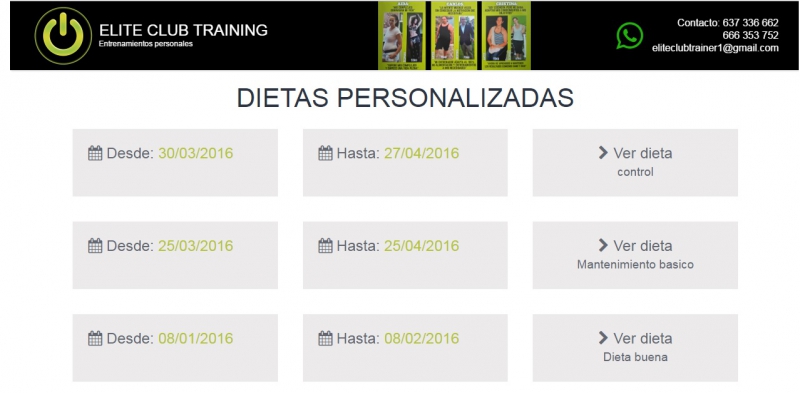 ELITE CLUB TRAINING
Entrenamientos personales
Contacto: 637 336 662
666 353 752
eliteclubtrainer1@gmail.com
DIETAS PERSONALIZADAS
Desde: 30/03/2016
Hasta: 27/04/2016
Ver dieta
control
Desde: 25/03/2016
Hasta: 25/04/2016
Ver dieta
Mantenimiento basico
Desde: 08/01/2016
Hasta: 08/02/2016
Ver dieta
Dieta buena